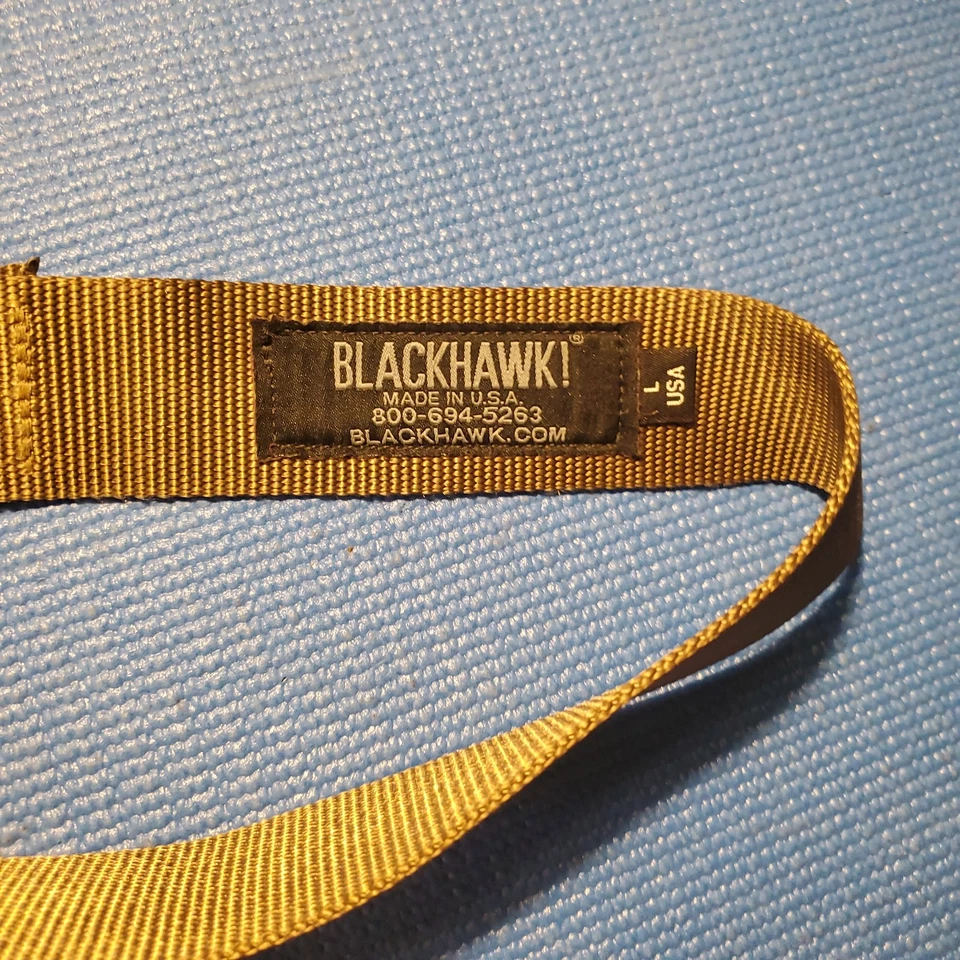 BLACKHAWK!®
MADE IN U.S.A.
800-694-5263
BLACKHAWK.COM
L
USA